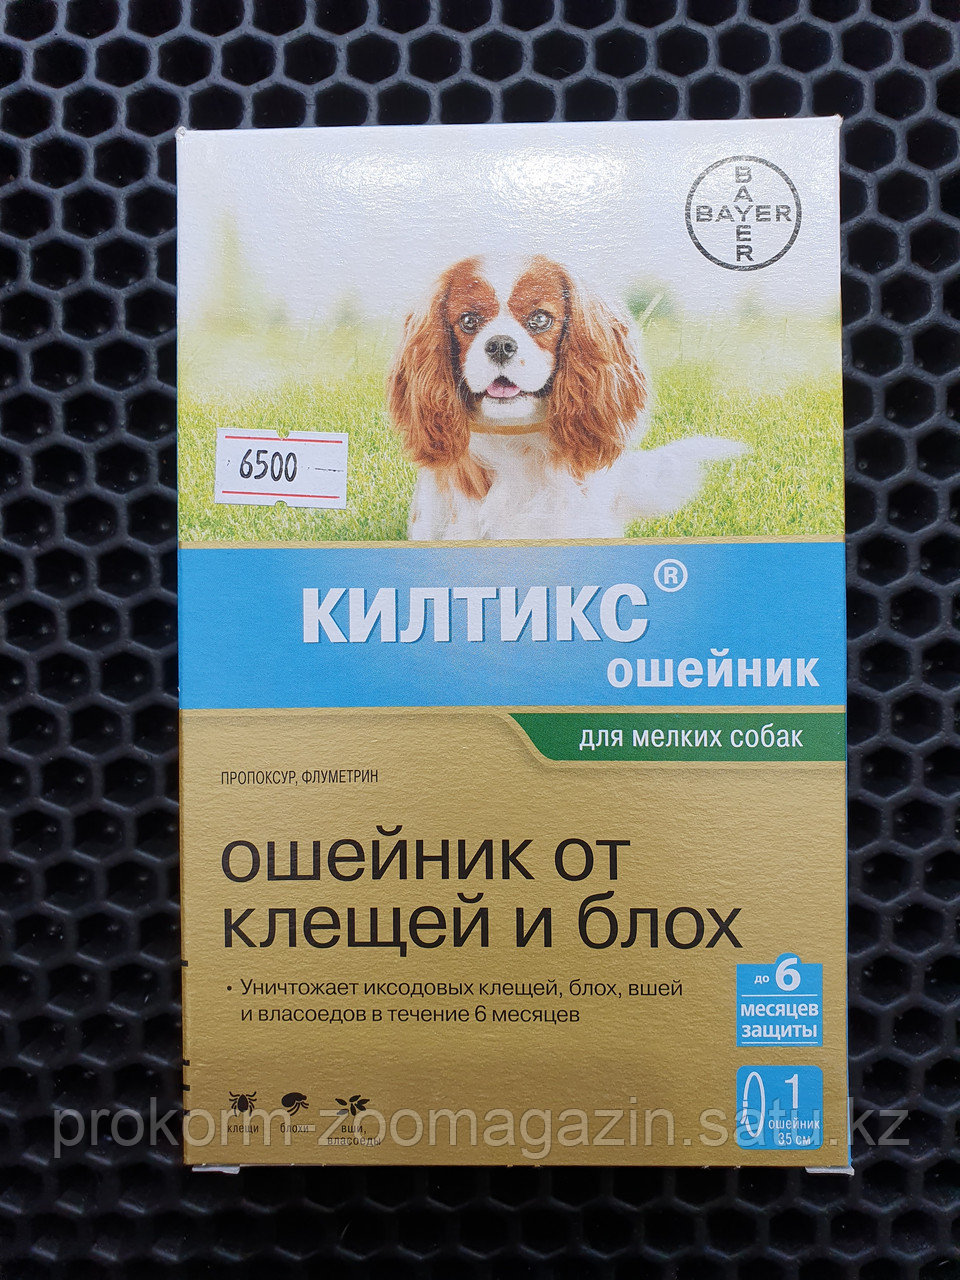 BAYER
BAYER
6500
КИЛТИКС®
ошейник
для мелких собак
ПРОПОКСУР, ФЛУМЕТРИН
ошейник от
клещей и блох
• Уничтожает иксодовых клещей, блох, вшей
и власоедов в течение 6 месяцев
до 6
месяцев
защиты
клещи
блохи
вши,
власоеды
1
ошейник
35 см
prokorm-zoomagazin.satu.kz